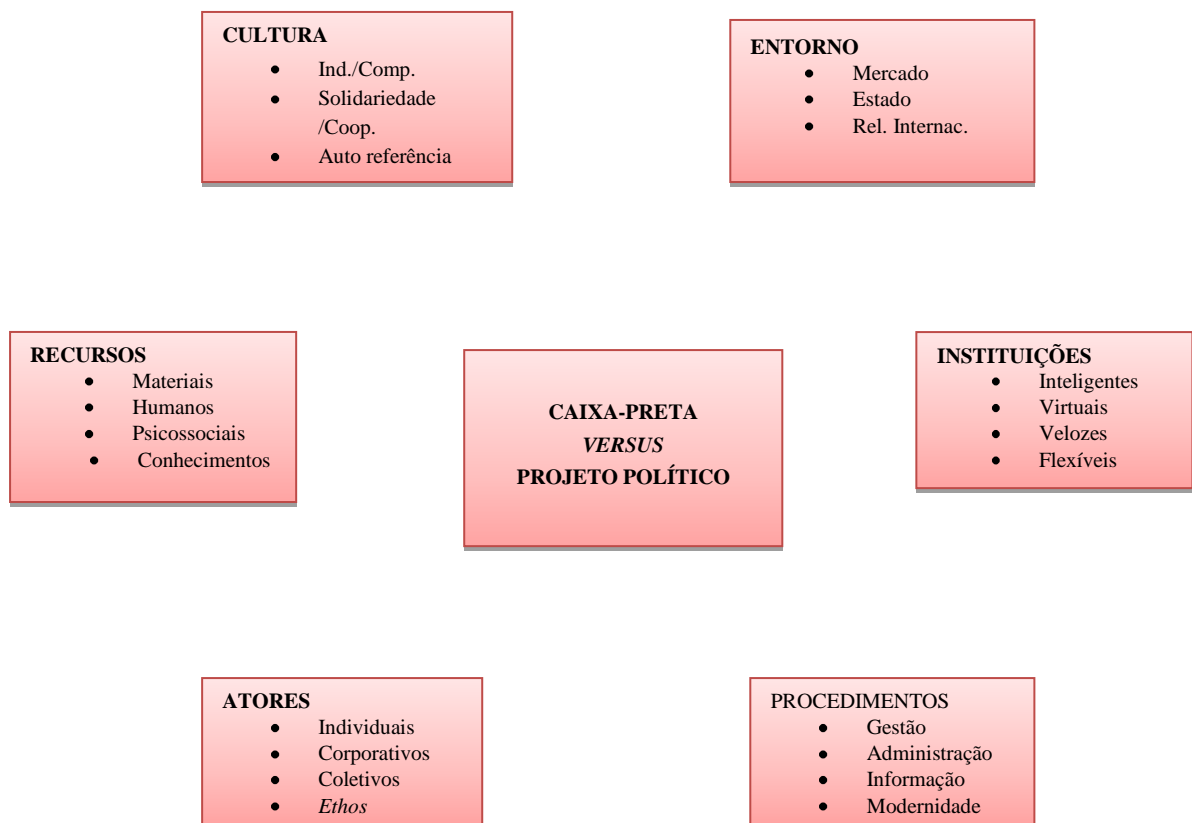 CULTURA
• Ind./Comp.
• Solidariedade
/Coop.
• Auto referência
ENTORNO
• Mercado
• Estado
• Rel. Internac.
RECURSOS
• Materiais
• Humanos
• Psicossociais
• Conhecimentos
CAIXA-PRETA
VERSUS
PROJETO POLÍTICO
INSTITUIÇÕES
• Inteligentes
• Virtuais
• Velozes
• Flexíveis
ATORES
• Individuais
• Corporativos
• Coletivos
• Ethos
PROCEDIMENTOS
• Gestão
• Administração
• Informação
• Modernidade